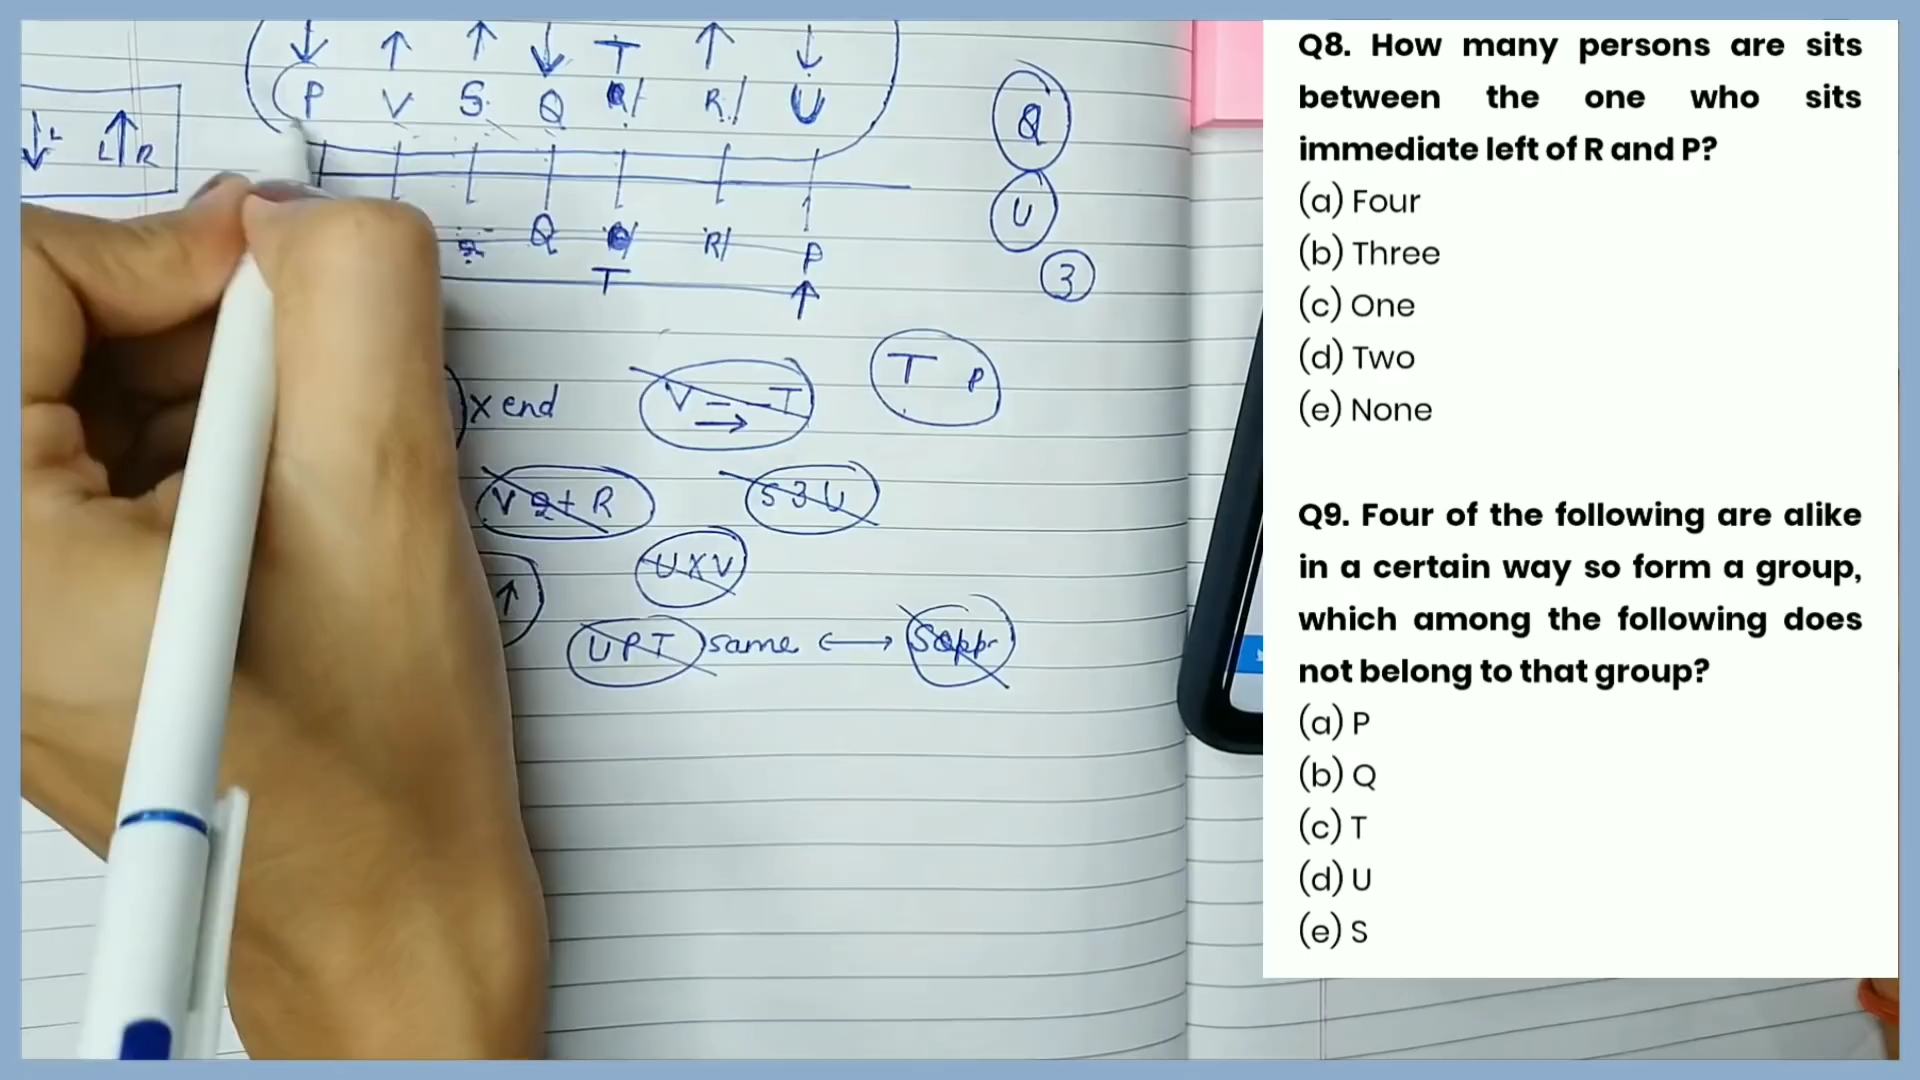 P V S Q T R U
L L R
Q
U
3
Q R P
T
X end V T T P
V 2+ R S 3 U
U X V
U P T same Soppr
Q8. How many persons are sits
between the one who sits
immediate left of R and P?
(a) Four
(b) Three
(c) One
(d) Two
(e) None
Q9. Four of the following are alike
in a certain way so form a group,
which among the following does
not belong to that group?
(a) P
(b) Q
(c) T
(d) U
(e) S